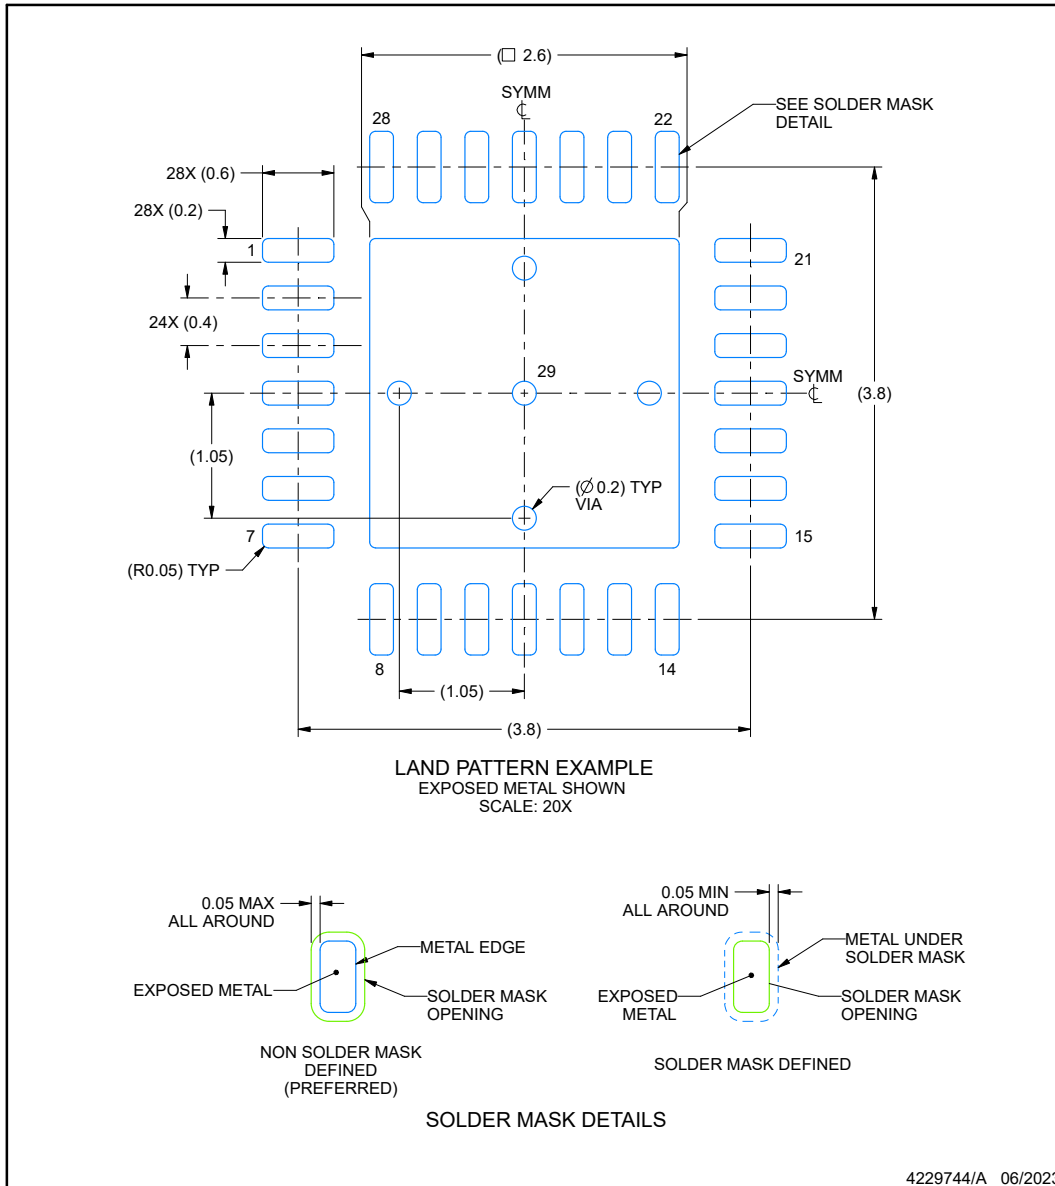 (□ 2.6)
SYMM
℄
SEE SOLDER MASK
DETAIL
28
22
28X (0.6)
28X (0.2)
1
21
24X (0.4)
29
SYMM
℄
(3.8)
(1.05)
(Ø 0.2) TYP
VIA
7
15
(R0.05) TYP
8
14
(1.05)
(3.8)
LAND PATTERN EXAMPLE
EXPOSED METAL SHOWN
SCALE: 20X
0.05 MAX
ALL AROUND
METAL EDGE
EXPOSED METAL
SOLDER MASK
OPENING
NON SOLDER MASK
DEFINED
(PREFERRED)
0.05 MIN
ALL AROUND
METAL UNDER
SOLDER MASK
EXPOSED
METAL
SOLDER MASK
OPENING
SOLDER MASK DEFINED
SOLDER MASK DETAILS
4229744/A 06/2023